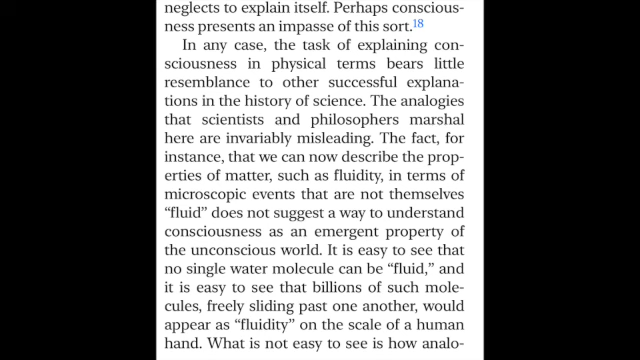 neglects to explain itself. Perhaps conscious-
ness presents an impasse of this sort.18
In any case, the task of explaining con-
sciousness in physical terms bears little
resemblance to other successful explana-
tions in the history of science. The analogies
that scientists and philosophers marshal
here are invariably misleading. The fact, for
instance, that we can now describe the prop-
erties of matter, such as fluidity, in terms of
microscopic events that are not themselves
“fluid” does not suggest a way to understand
consciousness as an emergent property of
the unconscious world. It is easy to see that
no single water molecule can be “fluid,” and
it is easy to see that billions of such mole-
cules, freely sliding past one another, would
appear as “fluidity” on the scale of a human
hand. What is not easy to see is how analo-